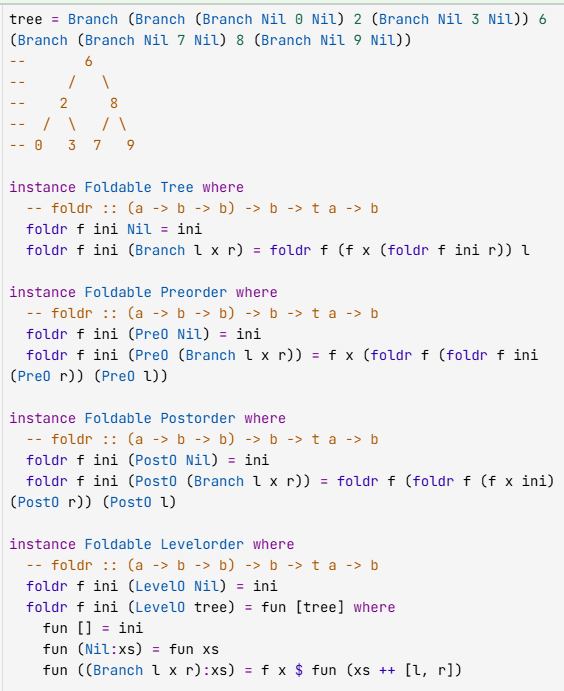 tree = Branch (Branch (Branch Nil 0 Nil) 2 (Branch Nil 3 Nil)) 6
(Branch (Branch Nil 7 Nil) 8 (Branch Nil 9 Nil))
--       6
--     /   \
--    2     8
--  /  \   / \
-- 0   3  7   9

instance Foldable Tree where
  -- foldr :: (a -> b -> b) -> b -> t a -> b
  foldr f ini Nil = ini
  foldr f ini (Branch l x r) = foldr f (f x (foldr f ini r)) l

instance Foldable Preorder where
  -- foldr :: (a -> b -> b) -> b -> t a -> b
  foldr f ini (PreO Nil) = ini
  foldr f ini (PreO (Branch l x r)) = f x (foldr f (foldr f ini
(PreO r)) (PreO l))

instance Foldable Postorder where
  -- foldr :: (a -> b -> b) -> b -> t a -> b
  foldr f ini (PostO Nil) = ini
  foldr f ini (PostO (Branch l x r)) = foldr f (foldr f (f x ini)
(PostO r)) (PostO l)

instance Foldable Levelorder where
  -- foldr :: (a -> b -> b) -> b -> t a -> b
  foldr f ini (LevelO Nil) = ini
  foldr f ini (LevelO tree) = fun [tree] where
    fun [] = ini
    fun (Nil:xs) = fun xs
    fun ((Branch l x r):xs) = f x $ fun (xs ++ [l, r])